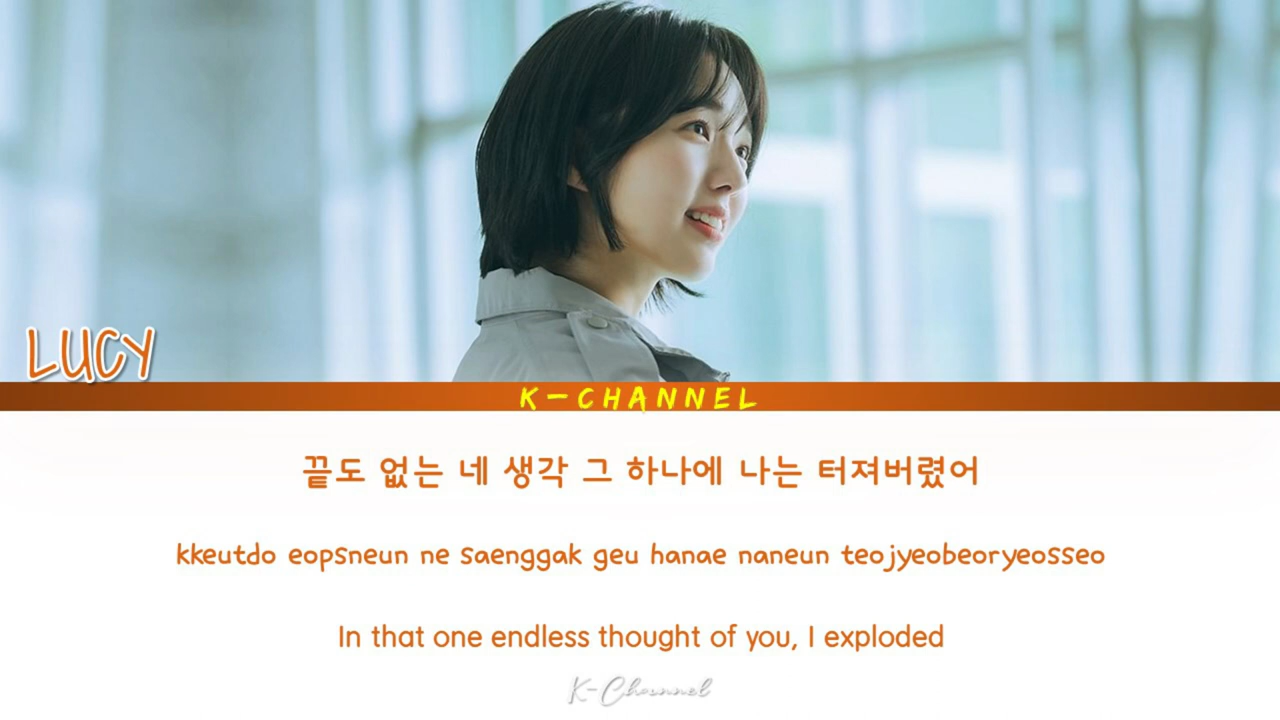 LUCY
K-CHANNEL
끝도 없는 네 생각 그 하나에 나는 터져버렸어
kkeutdo eopsneun ne saenggak geu hanae naneun teojyeobeoryeosseo
In that one endless thought of you, I exploded
K-Channel